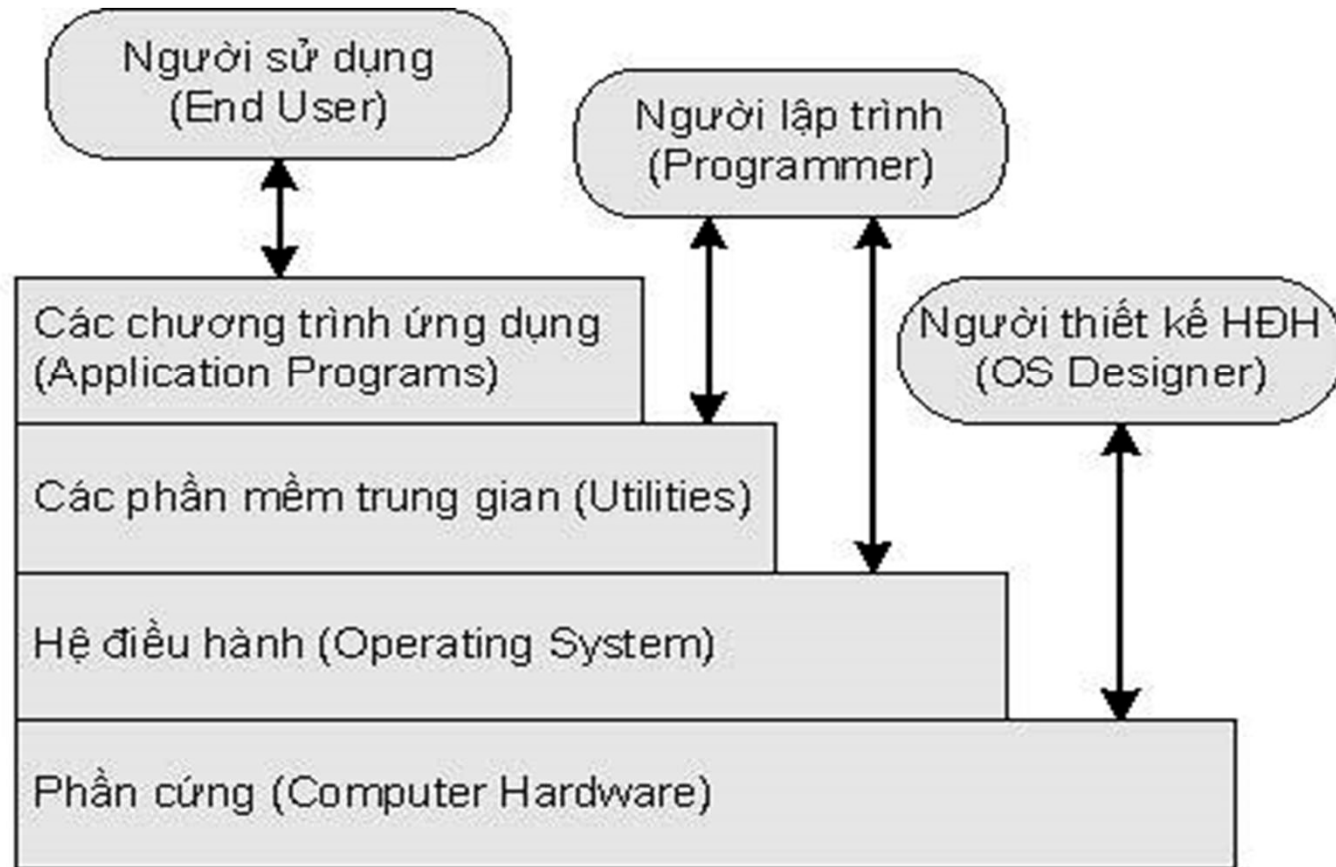 Người sử dụng
(End User)
Người lập trình
(Programmer)
Các chương trình ứng dụng
(Application Programs)
Người thiết kế HĐH
(OS Designer)
Các phần mềm trung gian (Utilities)
Hệ điều hành (Operating System)
Phần cứng (Computer Hardware)